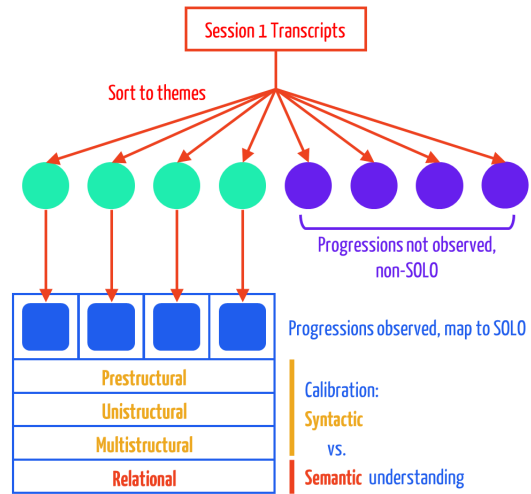 Session 1 Transcripts
Sort to themes
Progressions not observed,
non-SOLO
Progressions observed, map to SOLO
Prestructural
Unistructural
Multistructural
Relational
Calibration:
Syntactic
vs.
Semantic understanding